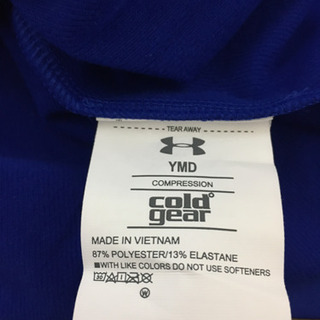 TEAR AWAY
YMD
COMPRESSION
cold
gear
MADE IN VIETNAM
87% POLYESTER/13% ELASTANE
■WITH LIKE COLORS DO NOT USE SOFTENERS
W